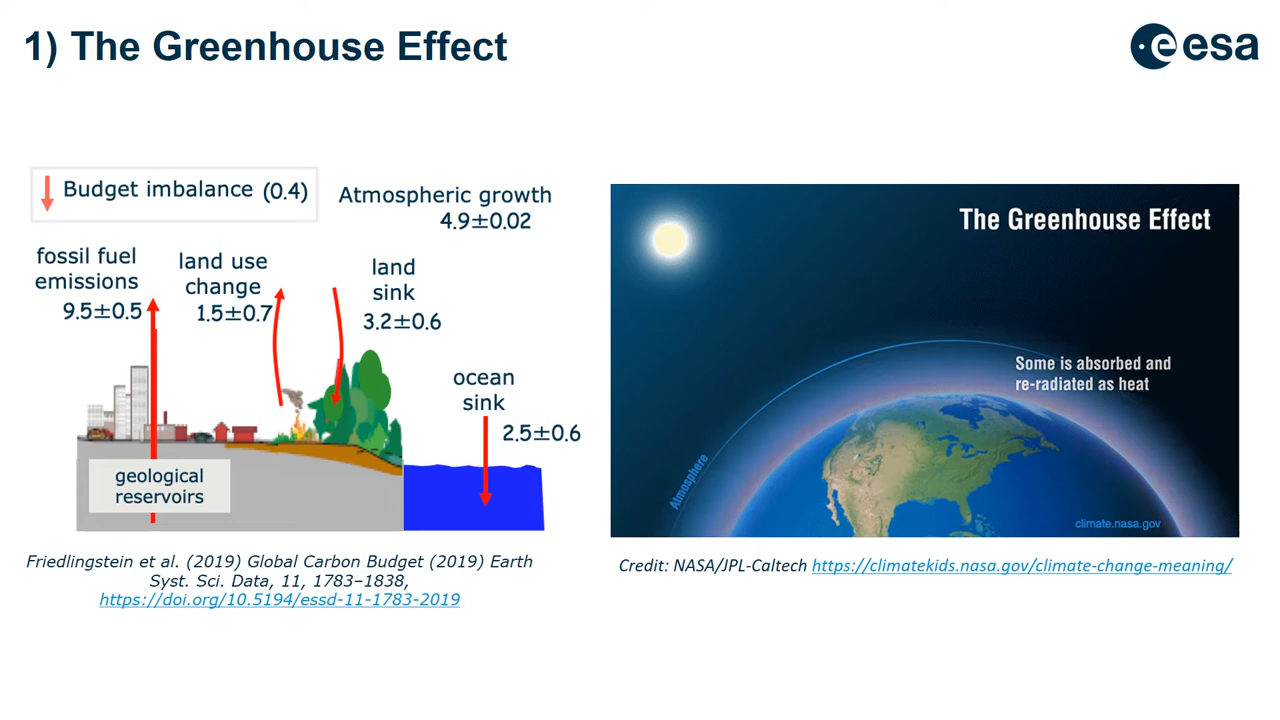 1) The Greenhouse Effect
esa
Budget imbalance (0.4)
Atmospheric growth
4.9±0.02
fossil fuel
emissions
9.5±0.5
land use
change
1.5±0.7
land
sink
3.2±0.6
ocean
sink
2.5±0.6
geological
reservoirs
Friedlingstein et al. (2019) Global Carbon Budget (2019) Earth
Syst. Sci. Data, 11, 1783–1838,
https://doi.org/10.5194/essd-11-1783-2019
The Greenhouse Effect
Some is absorbed and
re-radiated as heat
Atmosphere
climate.nasa.gov
Credit: NASA/JPL-Caltech https://climatekids.nasa.gov/climate-change-meaning/